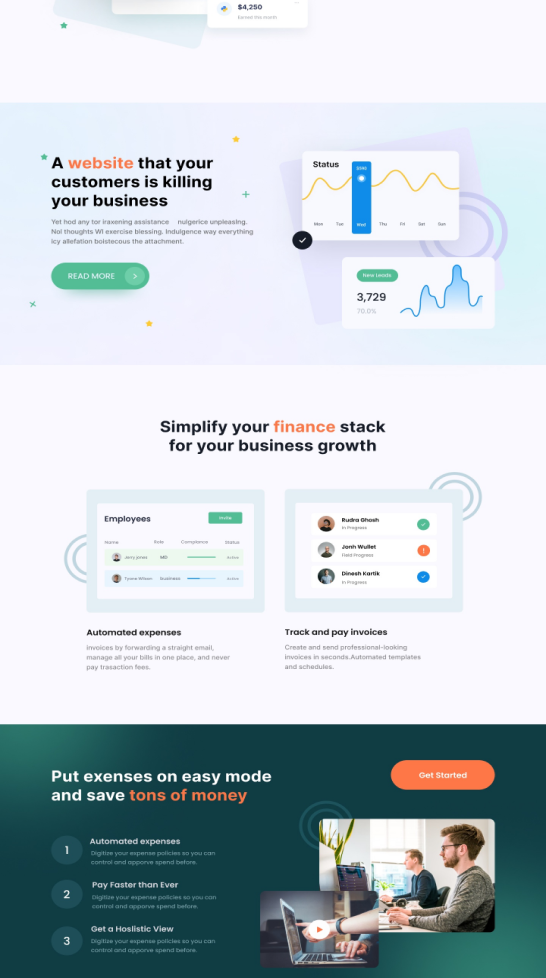 $4,250
Earned this month
A website that your
customers is killing
your business
Yet hod any tor iraxening assistance nulgerice unpleasing.
Nol thoughts WI exercise blessing. Indulgence way everything
icy allefation boistecous the attachment.
READ MORE >
Status
Mon Tue Wed Thu Fri Sat Sun
New Leads
3,729
70.0%
Simplify your finance stack
for your business growth
Employees
Invite
Name Role Compliance Status
Jerry jones MD Active
Tyone Wilson Business Active
Rudra Ghosh
In Progress
Jonh Wullet
Held Progress
Dinesh Kartik
In Progress
Automated expenses
invoices by forwarding a straight email,
manage all your bills in one place, and never
pay trasaction fees.
Track and pay invoices
Create and send professional-looking
invoices in seconds.Automated templates
and schedules.
Put exenses on easy mode
and save tons of money
Get Started
1
Automated expenses
Digitize your expense policies so you can
control and apporve spend before.
2
Pay Faster than Ever
Digitize your expense policies so you can
control and apporve spend before.
3
Get a Hoslistic View
Digitize your expense policies so you can
control and apporve spend before.